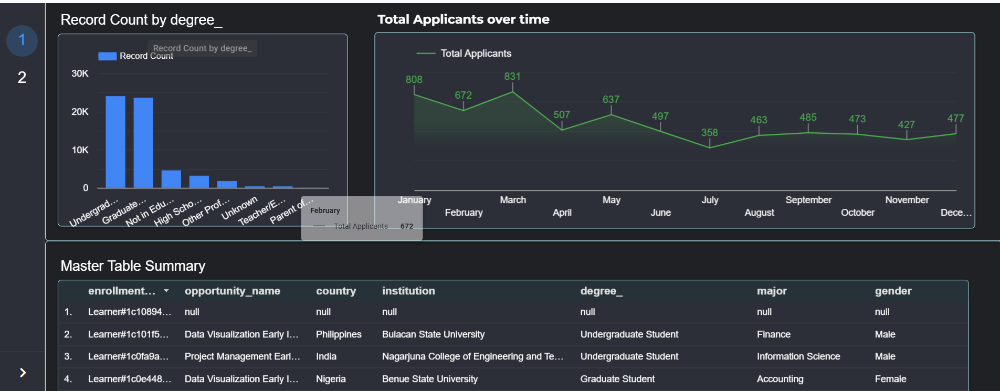 1
2
Record Count by degree_
Record Count by degree_
Record Count
30K
20K
10K
0
Undergrad...
Graduate...
Not in Edu...
High Scho...
Other Prof...
Unknown
Teacher/E...
Parent of...
Total Applicants over time
Total Applicants
808
672
831
507
637
497
358
463
485
473
427
477
January
February
March
April
May
June
July
August
September
October
November
Dece...
February
Total Applicants 672
Master Table Summary
enrollment... opportunity_name country institution degree_ major gender
1. Learner#1c10894... null null null null null null
2. Learner#1c101f5... Data Visualization Early I... Philippines Bulacan State University Undergraduate Student Finance Male
3. Learner#1c0fa9a... Project Management Earl... India Nagarjuna College of Engineering and Te... Undergraduate Student Information Science Male
4. Learner#1c0e448... Data Visualization Early I... Nigeria Benue State University Graduate Student Accounting Female